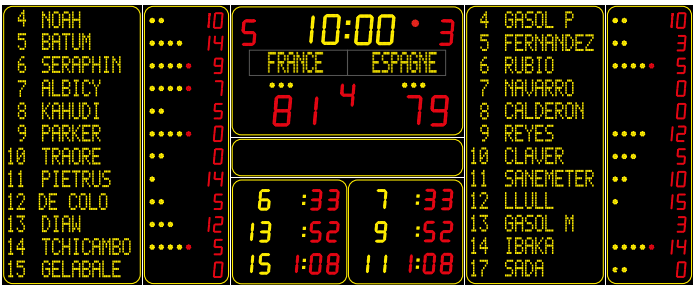 4 NOAH 10
5 BATUM 14
6 SERAPHIN 9
7 ALBICY 7
8 KAHUDI 5
9 PARKER 0
10 TRAORE 0
11 PIETRUS 14
12 DE COLO 5
13 DIAW 12
14 TCHICAMBO 5
15 GELABALE 0
5 10:00 3
FRANCE ESPAGNE
81 4 79
6 :33 7 :33
13 :52 9 :52
15 1:08 11 1:08
4 GASOL P 10
5 FERNANDEZ 3
6 RUBIO 5
7 NAVARRO 0
8 CALDERON 0
9 REYES 12
10 CLAVER 5
11 SANEMETER 10
12 LLULL 15
13 GASOL M 3
14 IBAKA 14
17 SADA 0